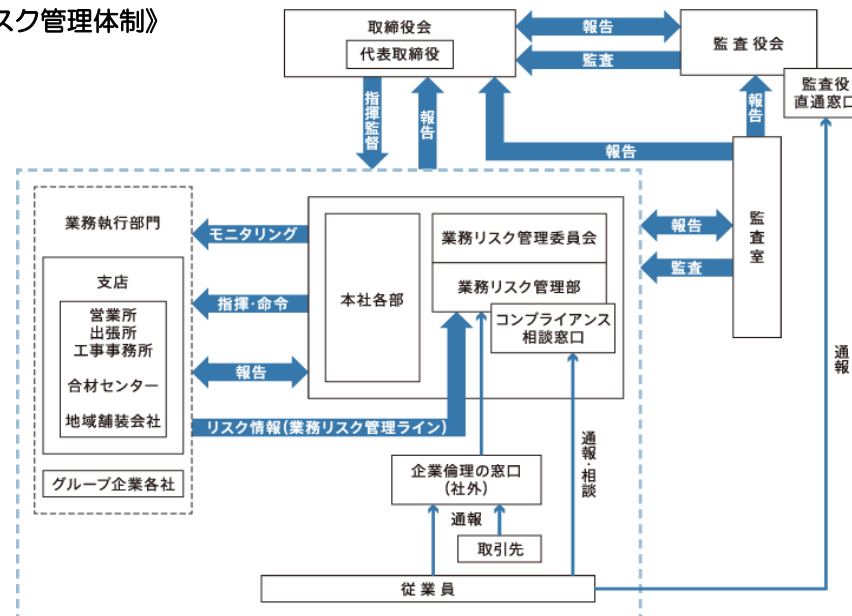 スク管理体制》
取締役会
代表取締役
報告
監査
監査役会
監査役
直通窓口
指揮監督
報告
報告
報告
業務執行部門
モニタリング
支店
指揮・命令
営業所
出張所
工事事務所
合材センター
地域舗装会社
報告
リスク情報(業務リスク管理ライン)
グループ企業各社
本社各部
業務リスク管理委員会
業務リスク管理部
コンプライアンス
相談窓口
報告
監査
監査室
通報
企業倫理の窓口
(社外)
通報・相談
通報
取引先
従業員